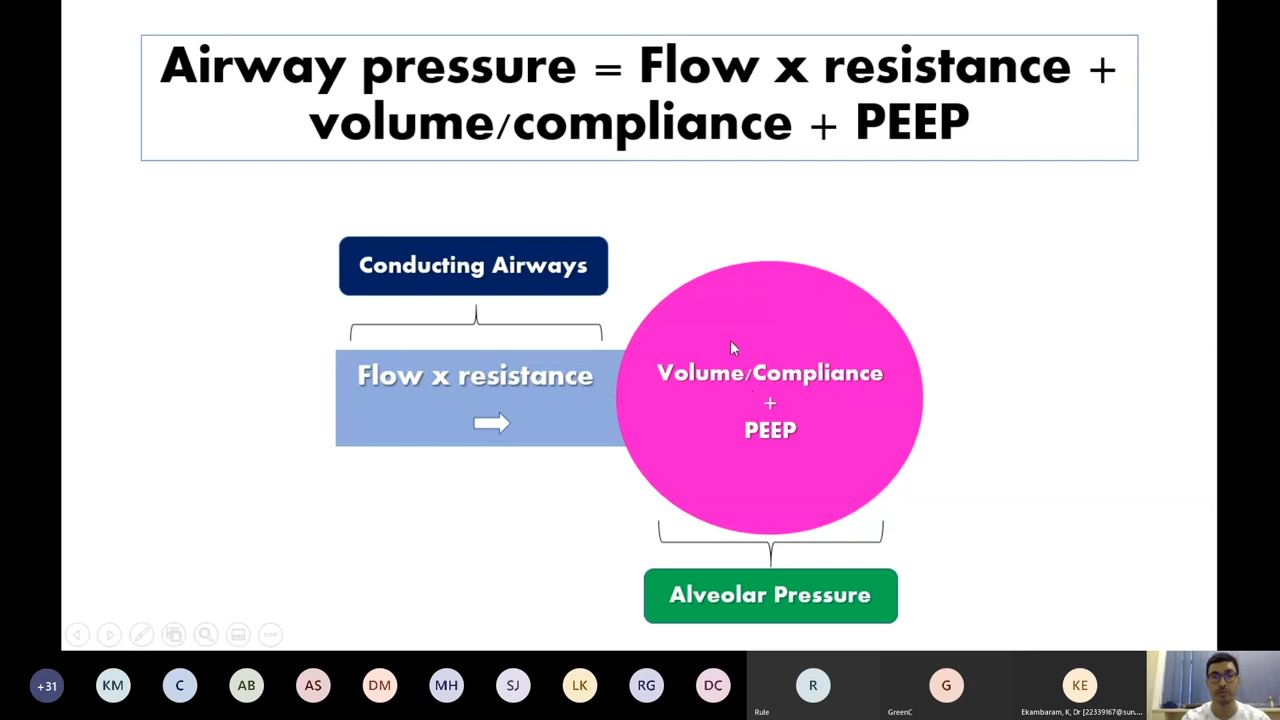 Airway pressure = Flow x resistance +
volume/compliance + PEEP
Conducting Airways
Flow x resistance
Volume/Compliance
+
PEEP
Alveolar Pressure
+31
KM
C
AB
AS
DM
MH
SJ
LK
RG
DC
R
G
KE
Rule
GreenC
Ekambaram, K, Dr [22339167@sun....